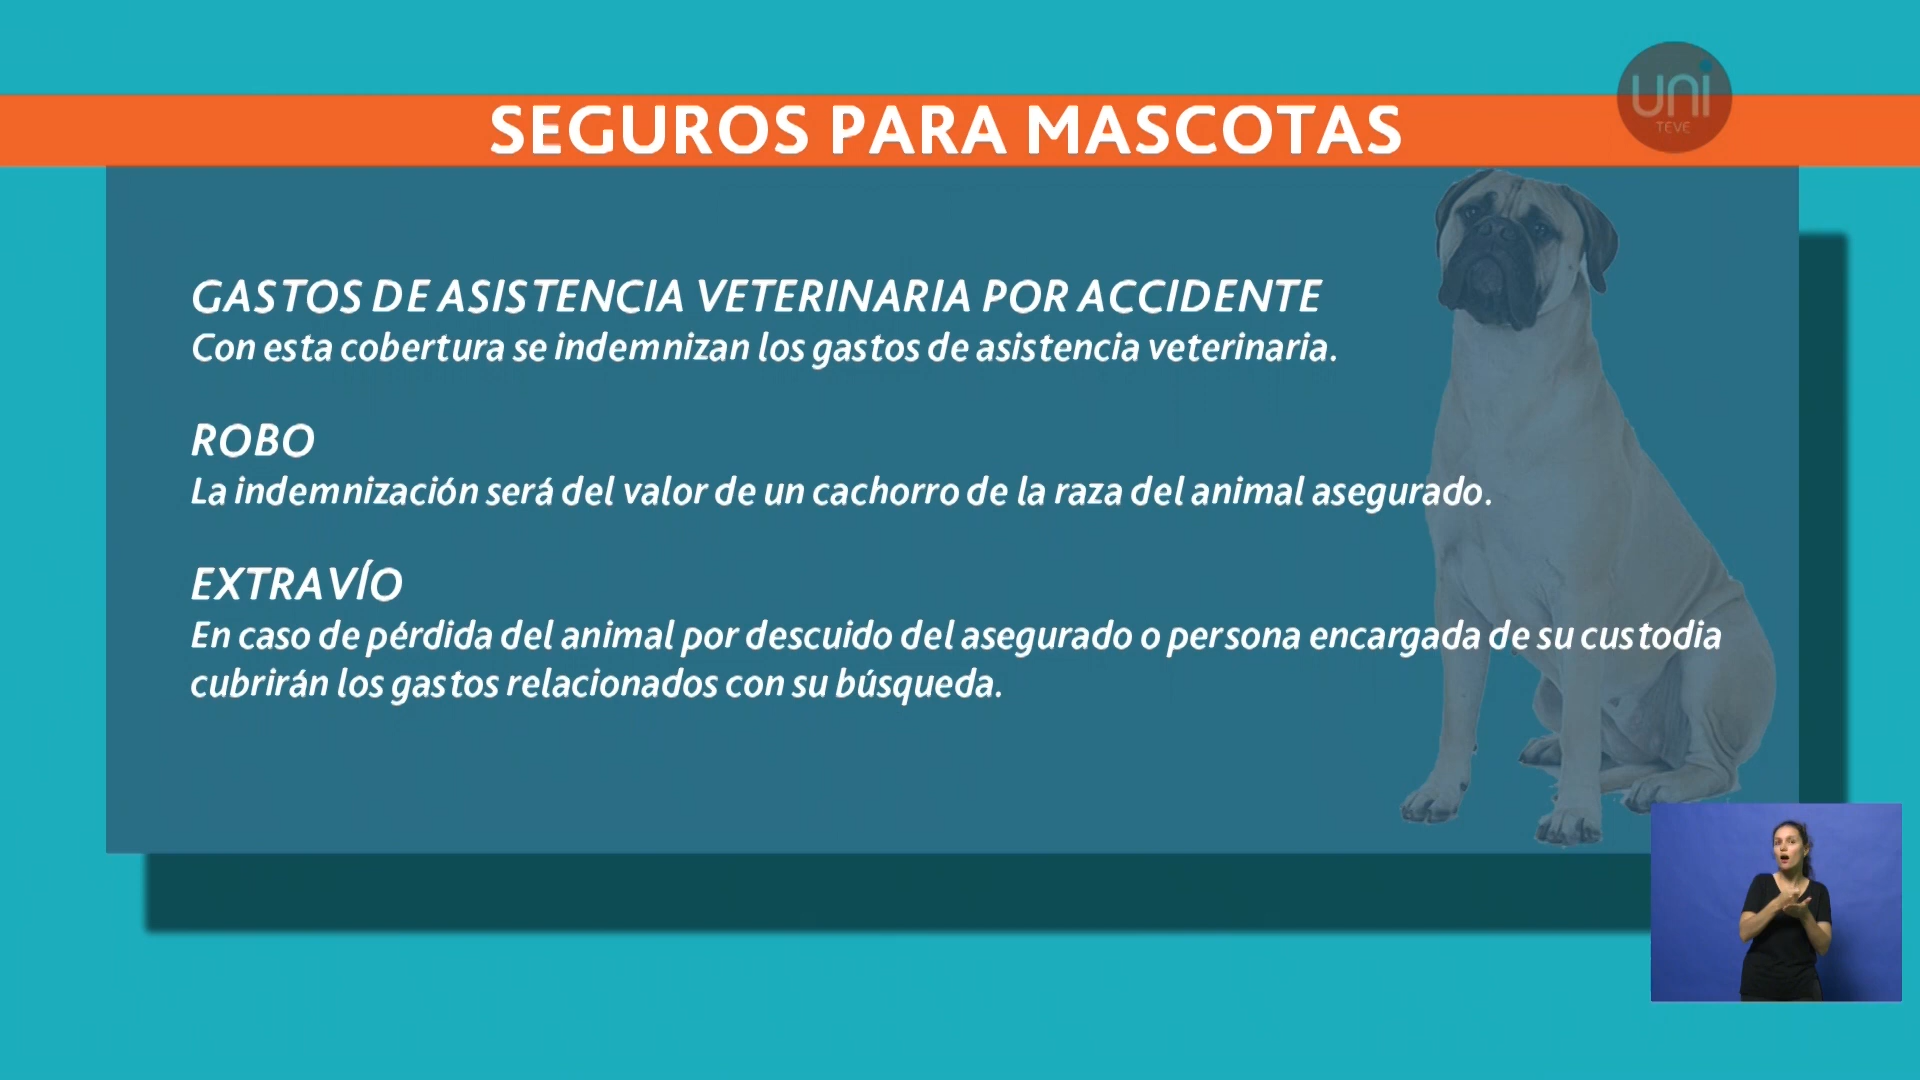 uni
TEVE
SEGUROS PARA MASCOTAS
GASTOS DE ASISTENCIA VETERINARIA POR ACCIDENTE
Con esta cobertura se indemnizan los gastos de asistencia veterinaria.
ROBO
La indemnización será del valor de un cachorro de la raza del animal asegurado.
EXTRAVÍO
En caso de pérdida del animal por descuido del asegurado o persona encargada de su custodia
cubrirán los gastos relacionados con su búsqueda.